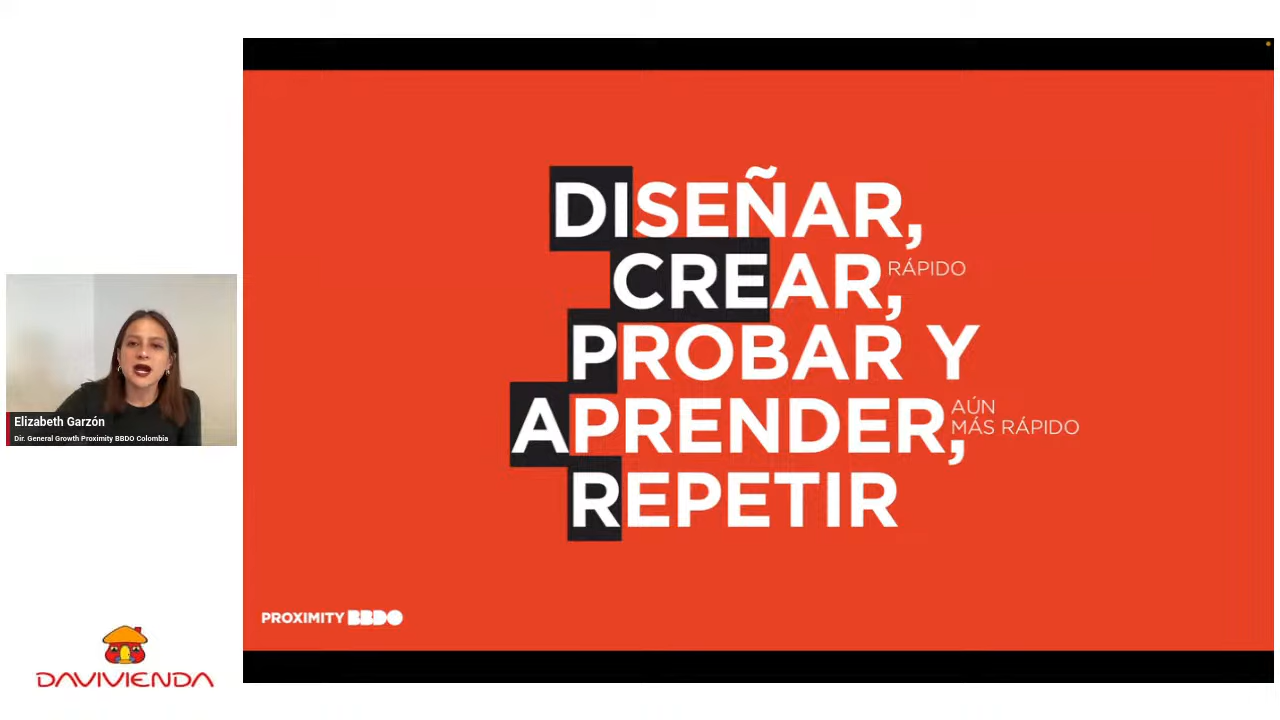 DISEÑAR,
CREAR, RÁPIDO
PROBAR Y
APRENDER, AÚN
MÁS RÁPIDO
REPETIR
Elizabeth Garzón
Dir. General Growth Proximity BBDO Colombia
PROXIMITY BBDO
DAVIVIENDA